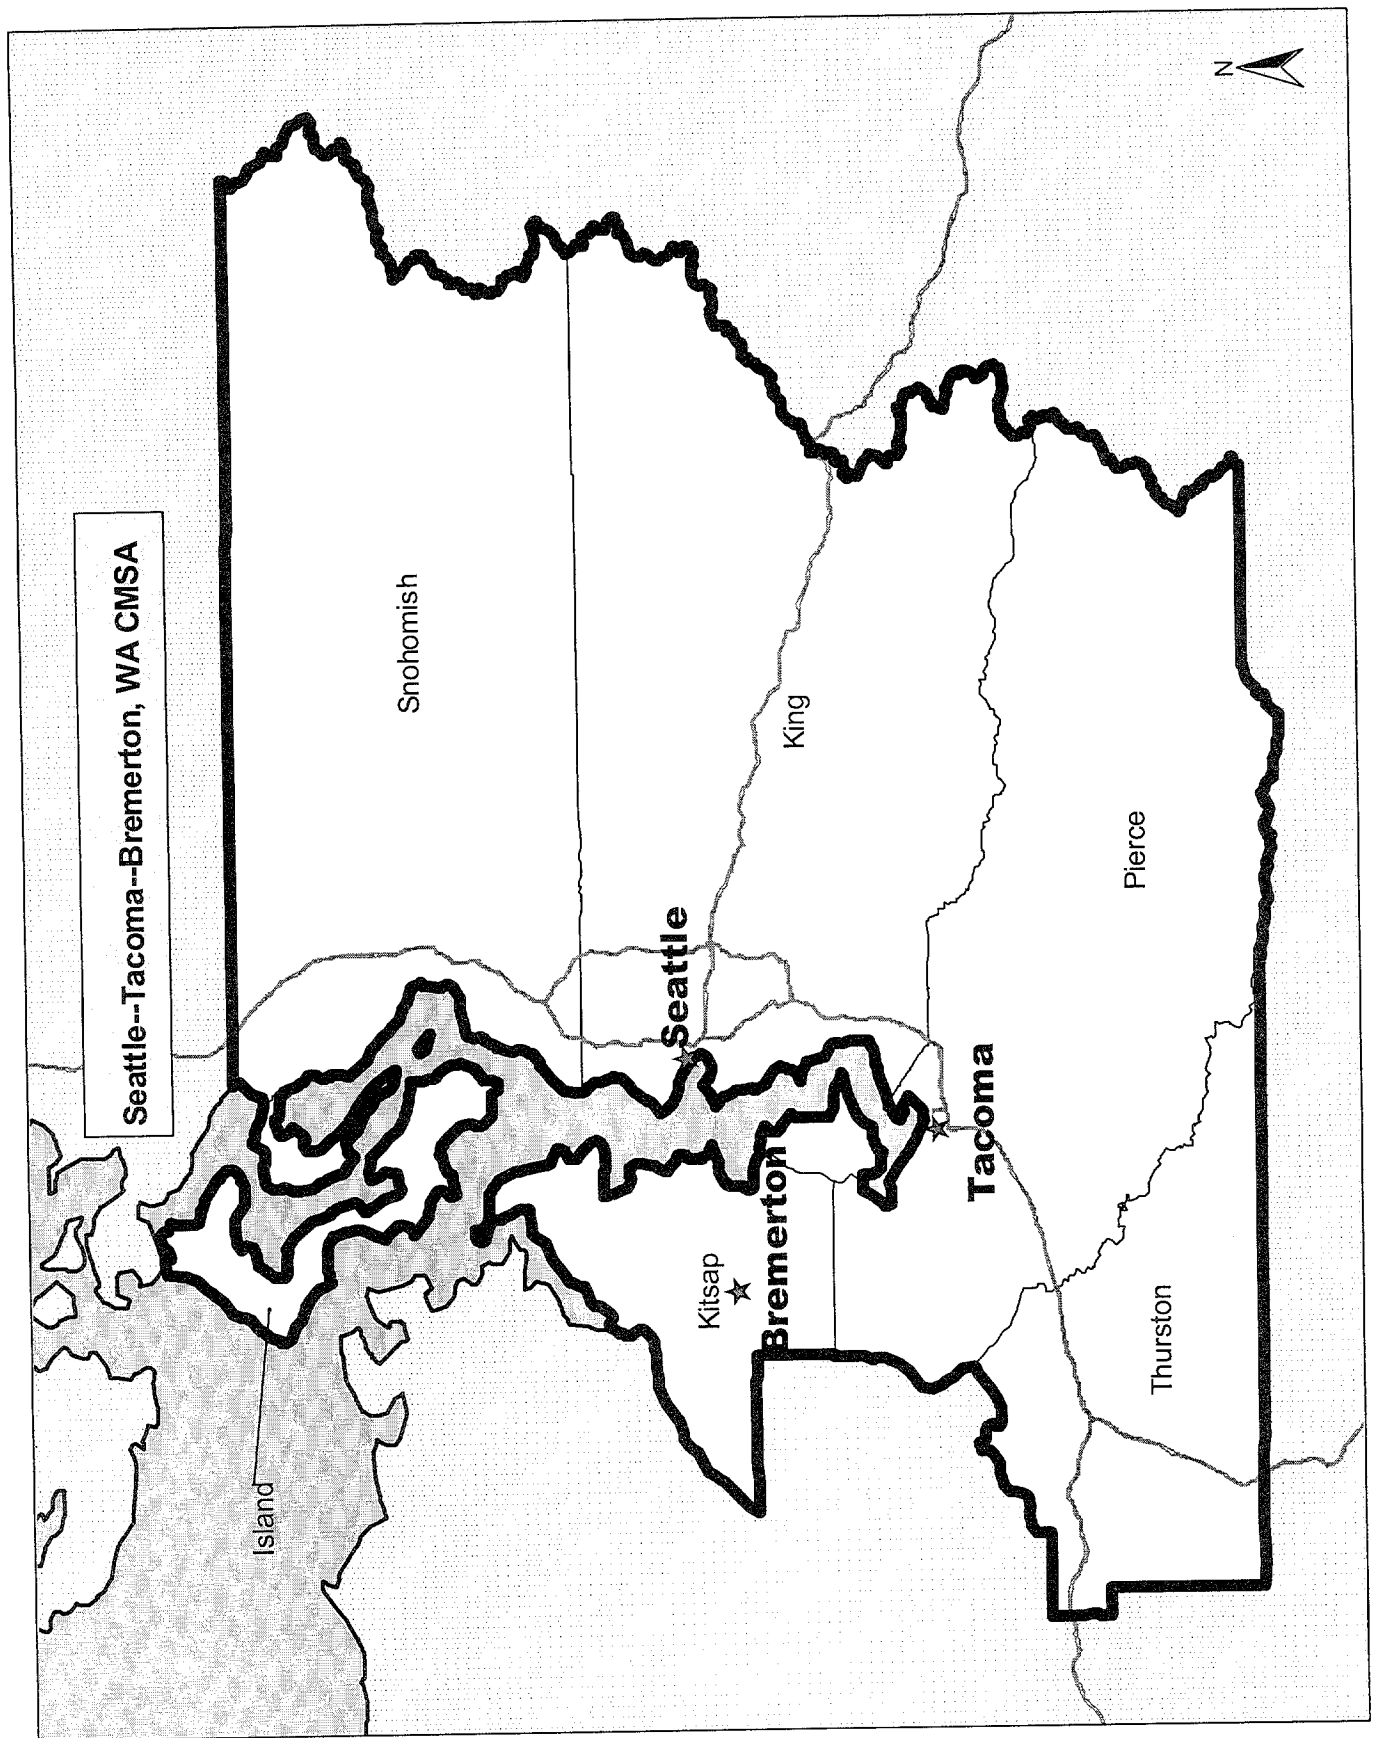 Seattle--Tacoma--Bremerton, WA CMSA
Snohomish
Island
Seattle
King
Kitsap
Bremerton
Tacoma
Pierce
Thurston
N